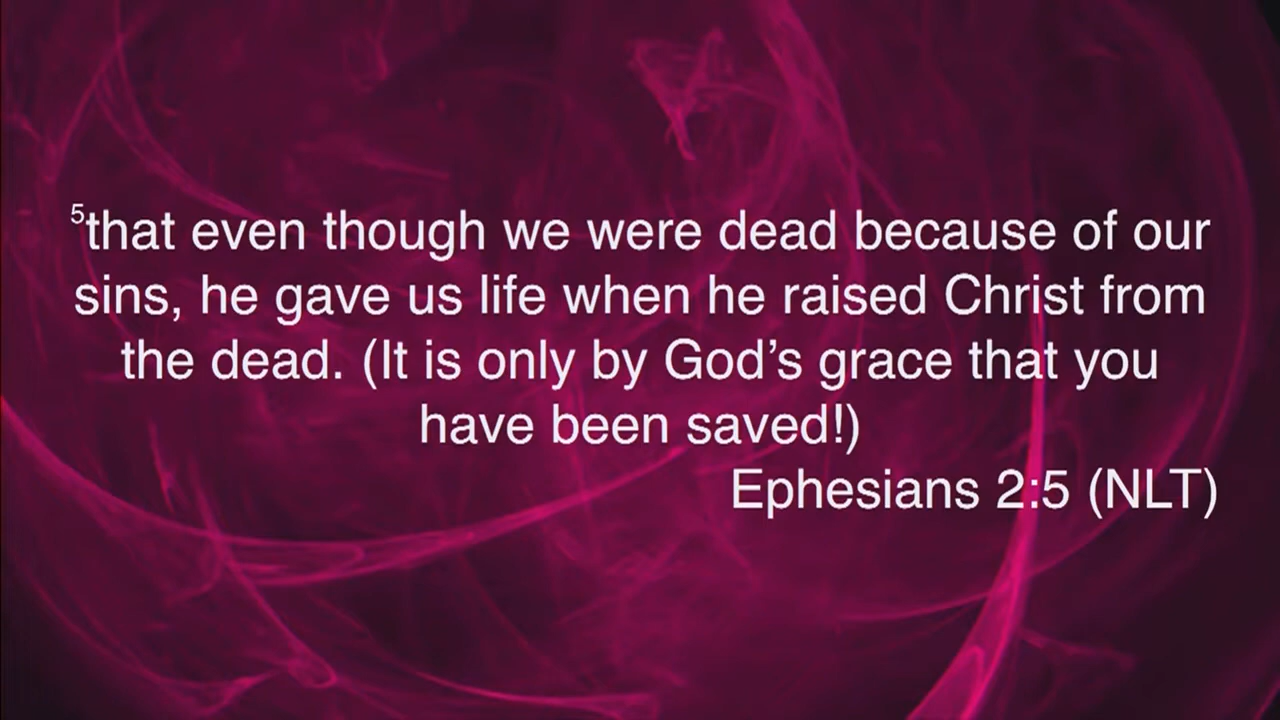 ⁵that even though we were dead because of our
sins, he gave us life when he raised Christ from
the dead. (It is only by God’s grace that you
have been saved!)
Ephesians 2:5 (NLT)